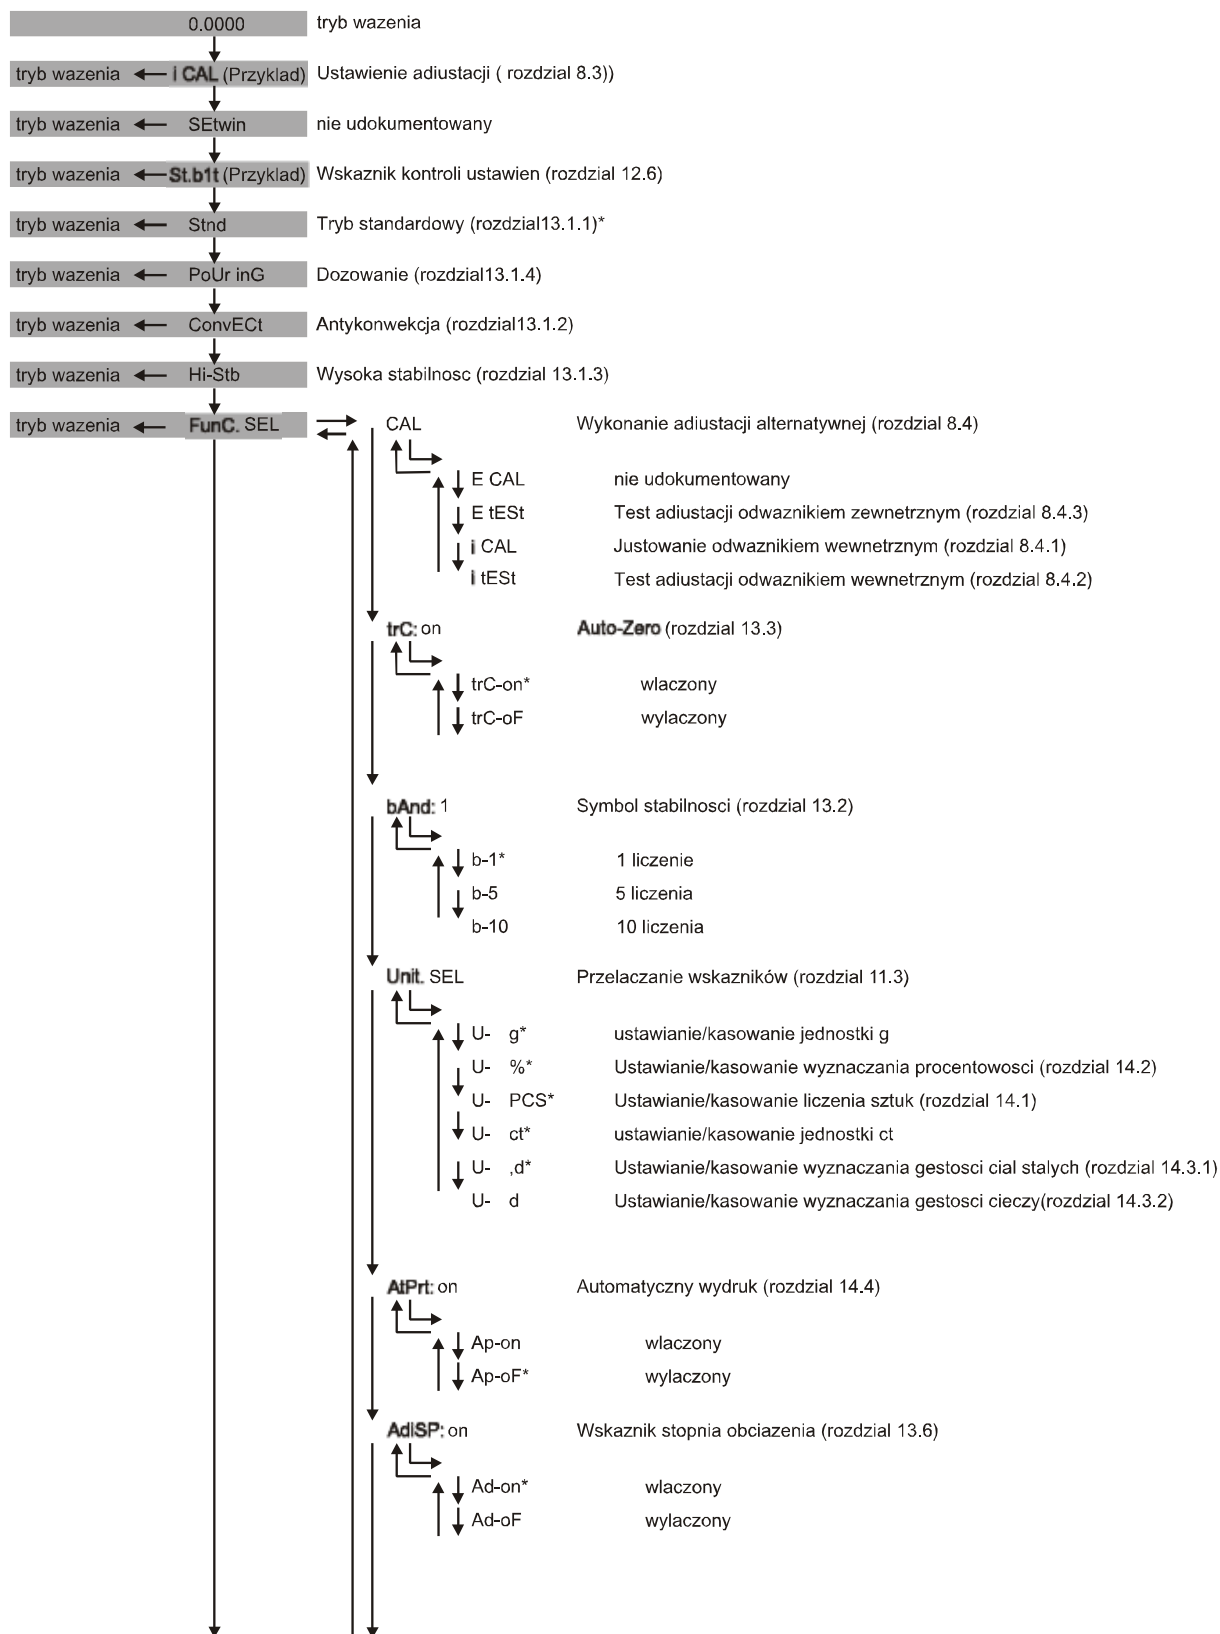 0.0000 tryb wazenia
tryb wazenia i CAL (Przyklad) Ustawienie adiustacji ( rozdzial 8.3))
tryb wazenia SEtwin nie udokumentowany
tryb wazenia St.b1t (Przyklad) Wskaznik kontroli ustawien (rozdzial 12.6)
tryb wazenia Stnd Tryb standardowy (rozdzial13.1.1)*
tryb wazenia PoUr inG Dozowanie (rozdzial13.1.4)
tryb wazenia ConvECt Antykonwekcja (rozdzial13.1.2)
tryb wazenia Hi-Stb Wysoka stabilnosc (rozdzial 13.1.3)
tryb wazenia FunC. SEL CAL Wykonanie adiustacji alternatywnej (rozdzial 8.4)
E CAL nie udokumentowany
E tESt Test adiustacji odwaznikiem zewnetrznym (rozdzial 8.4.3)
i CAL Justowanie odwaznikiem wewnetrznym (rozdzial 8.4.1)
i tESt Test adiustacji odwaznikiem wewnetrznym (rozdzial 8.4.2)
trC: on Auto-Zero (rozdzial 13.3)
trC-on* wlaczony
trC-oF wylaczony
bAnd: 1 Symbol stabilnosci (rozdzial 13.2)
b-1* 1 liczenie
b-5 5 liczenia
b-10 10 liczenia
Unit. SEL Przelaczanie wskazników (rozdzial 11.3)
U- g* ustawianie/kasowanie jednostki g
U- %* Ustawianie/kasowanie wyznaczania procentowosci (rozdzial 14.2)
U- PCS* Ustawianie/kasowanie liczenia sztuk (rozdzial 14.1)
U- ct* ustawianie/kasowanie jednostki ct
U- ,d* Ustawianie/kasowanie wyznaczania gestosci cial stalych (rozdzial 14.3.1)
U- d Ustawianie/kasowanie wyznaczania gestosci cieczy(rozdzial 14.3.2)
AtPrt: on Automatyczny wydruk (rozdzial 14.4)
Ap-on wlaczony
Ap-oF* wylaczony
AdiSP: on Wskaznik stopnia obciazenia (rozdzial 13.6)
Ad-on* wlaczony
Ad-oF wylaczony